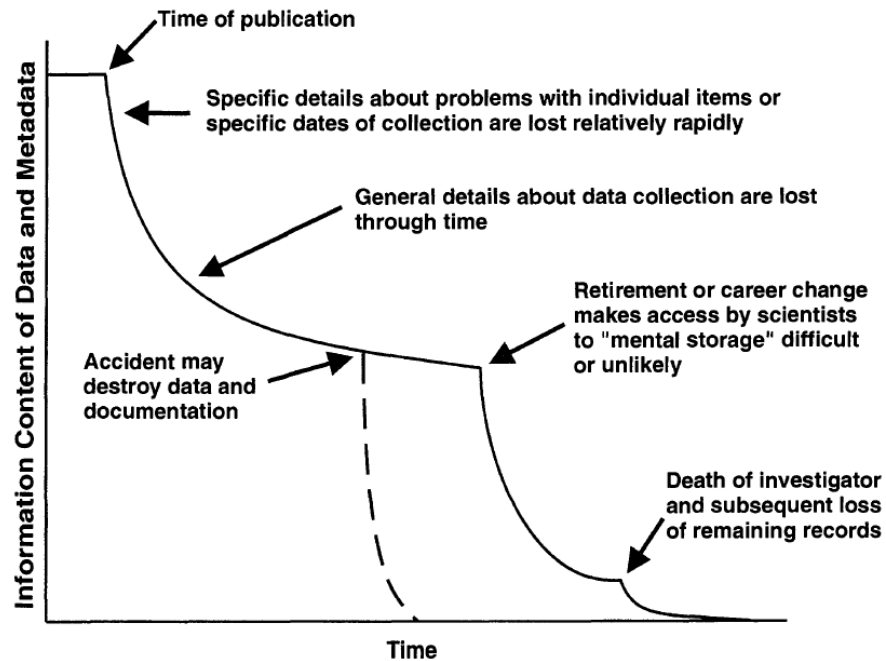 Time of publication
Specific details about problems with individual items or
specific dates of collection are lost relatively rapidly
General details about data collection are lost
through time
Retirement or career change
makes access by scientists
to "mental storage" difficult
or unlikely
Accident may
destroy data and
documentation
Death of investigator
and subsequent loss
of remaining records
Information Content of Data and Metadata
Time